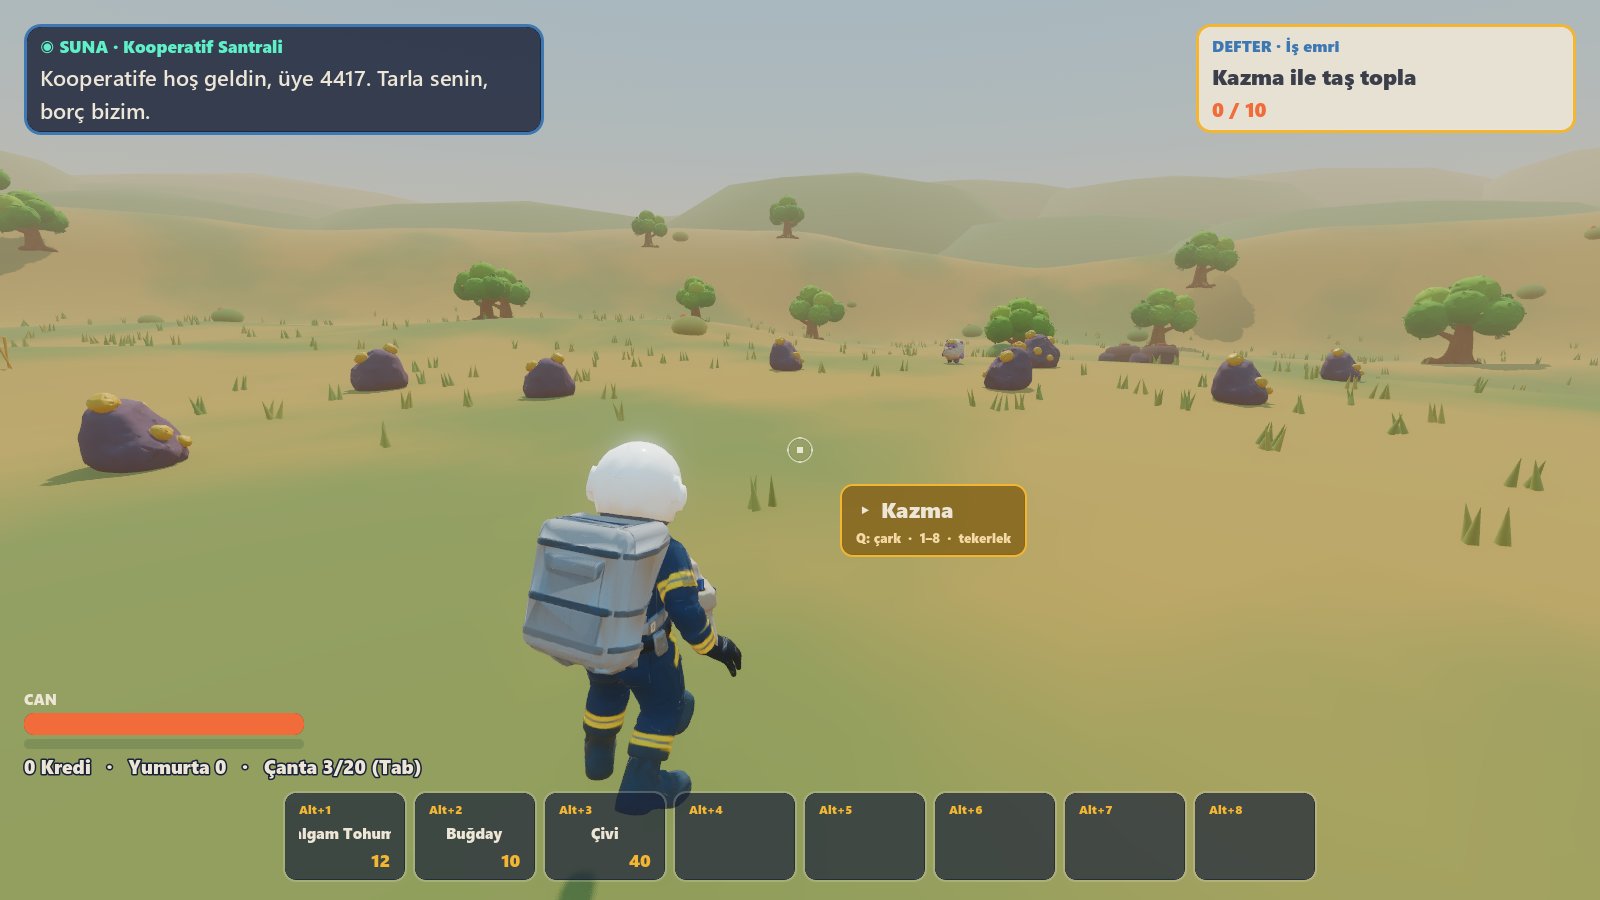 ◉ SUNA · Kooperatif Santrali
Kooperatife hoş geldin, üye 4417. Tarla senin,
borç bizim.
DEFTER · İş emri
Kazma ile taş topla
0 / 10
▸ Kazma
Q: çark · 1–8 · tekerlek
CAN
0 Kredi · Yumurta 0 · Çanta 3/20 (Tab)
Alt+1
Tohum
12
Alt+2
Buğday
10
Alt+3
Çivi
40
Alt+4
Alt+5
Alt+6
Alt+7
Alt+8